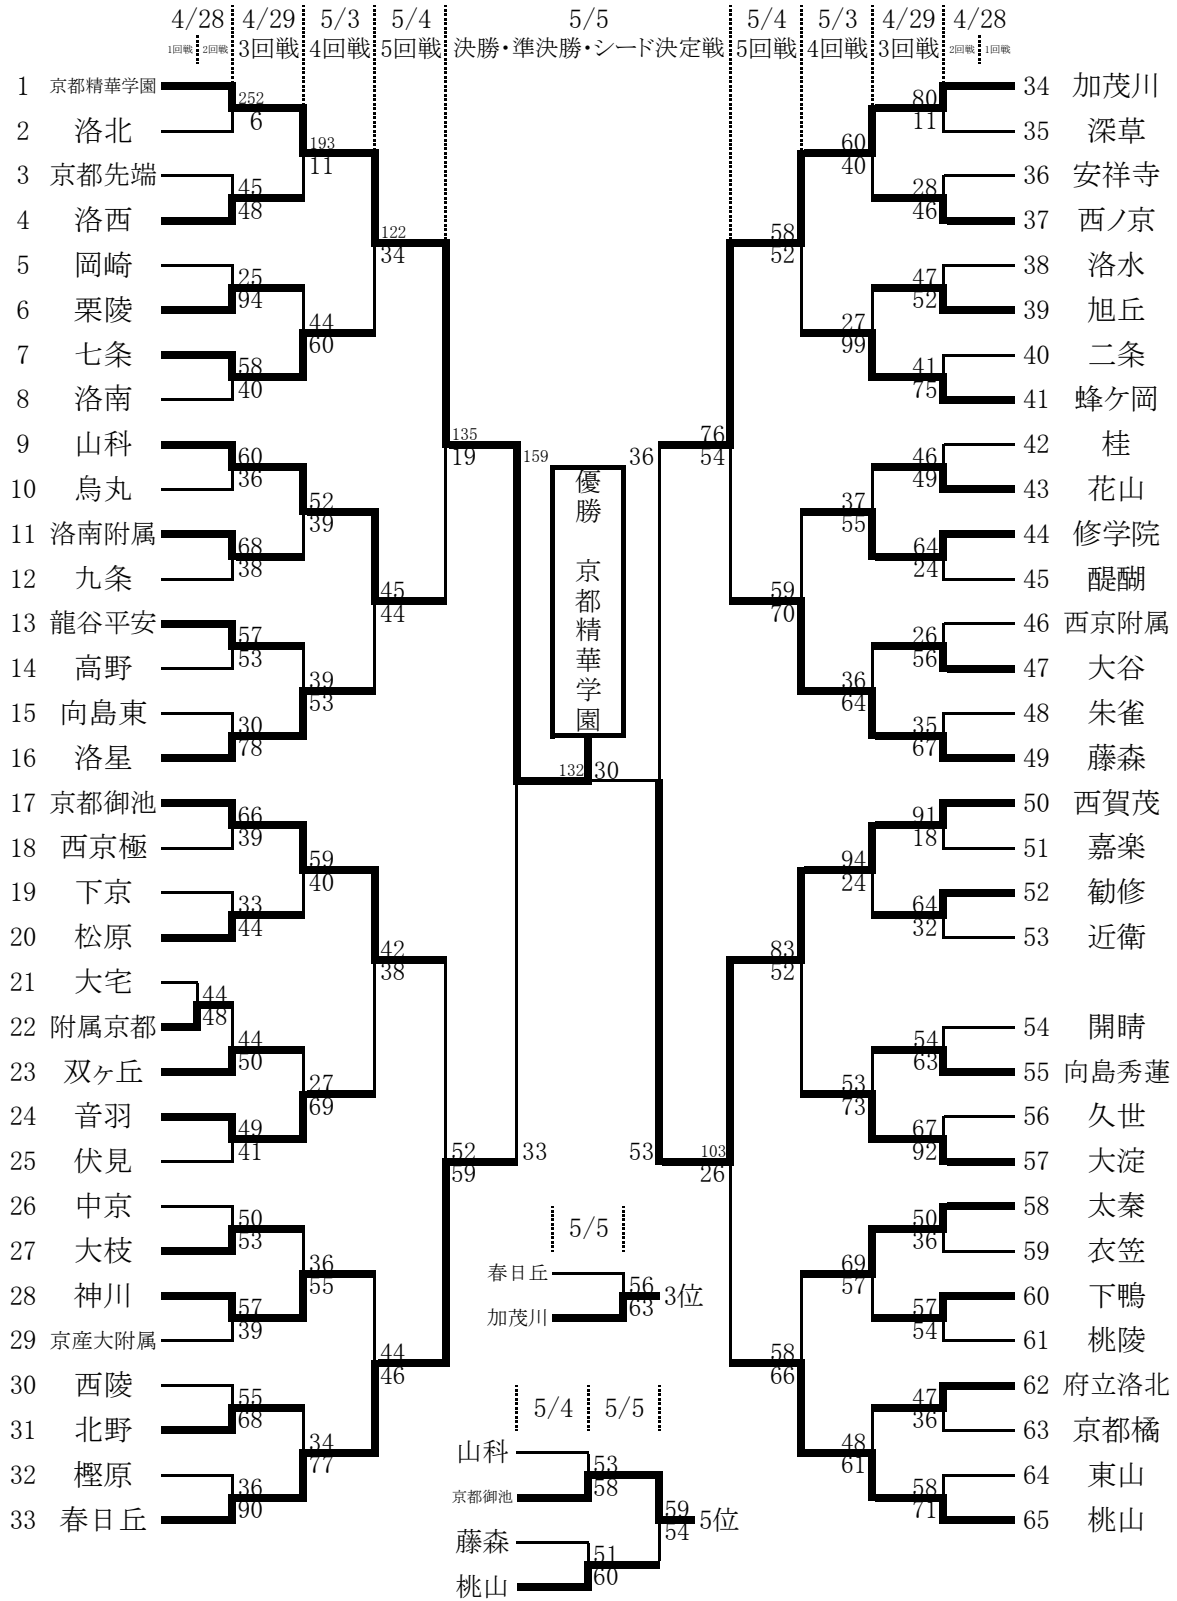 4/28 4/29 5/3 5/4 5/5 5/4 5/3 4/29 4/28
1回戦 2回戦 3回戦 4回戦 5回戦 決勝・準決勝・シード決定戦 5回戦 4回戦 3回戦 2回戦 1回戦
1 京都精華学園
2 洛北
252
6
3 京都先端
4 洛西
45
48
193
11
5 岡崎
6 栗陵
25
94
7 七条
8 洛南
58
40
44
60
122
34
9 山科
10 烏丸
60
36
11 洛南附属
12 九条
68
38
52
39
13 龍谷平安
14 高野
57
53
15 向島東
16 洛星
30
78
39
53
45
44
135
19
17 京都御池
18 西京極
66
39
19 下京
20 松原
33
44
59
40
21 大宅
22 附属京都
44
48
23 双ヶ丘
44
50
24 音羽
25 伏見
49
41
27
69
42
38
26 中京
27 大枝
50
53
28 神川
29 京産大附属
57
39
36
55
30 西陵
31 北野
55
68
32 樫原
33 春日丘
36
90
34
77
44
46
52
59
159
33
優勝 京都精華学園
132 30
36
53
34 加茂川
35 深草
80
11
36 安祥寺
37 西ノ京
28
46
60
40
38 洛水
39 旭丘
47
52
40 二条
41 蜂ケ岡
41
75
27
99
58
52
42 桂
43 花山
46
49
44 修学院
45 醍醐
64
24
37
55
46 西京附属
47 大谷
26
56
48 朱雀
49 藤森
35
67
36
64
59
70
76
54
50 西賀茂
51 嘉楽
91
18
52 勧修
53 近衛
64
32
94
24
54 開晴
55 向島秀蓮
54
63
56 久世
57 大淀
67
92
53
73
83
52
58 太秦
59 衣笠
50
36
60 下鴨
61 桃陵
57
54
69
57
62 府立洛北
63 京都橘
47
36
64 東山
65 桃山
58
71
48
61
58
66
103
26
5/5
春日丘
加茂川
56
63
3位
5/4 5/5
山科
京都御池
53
58
藤森
桃山
51
60
59
54
5位